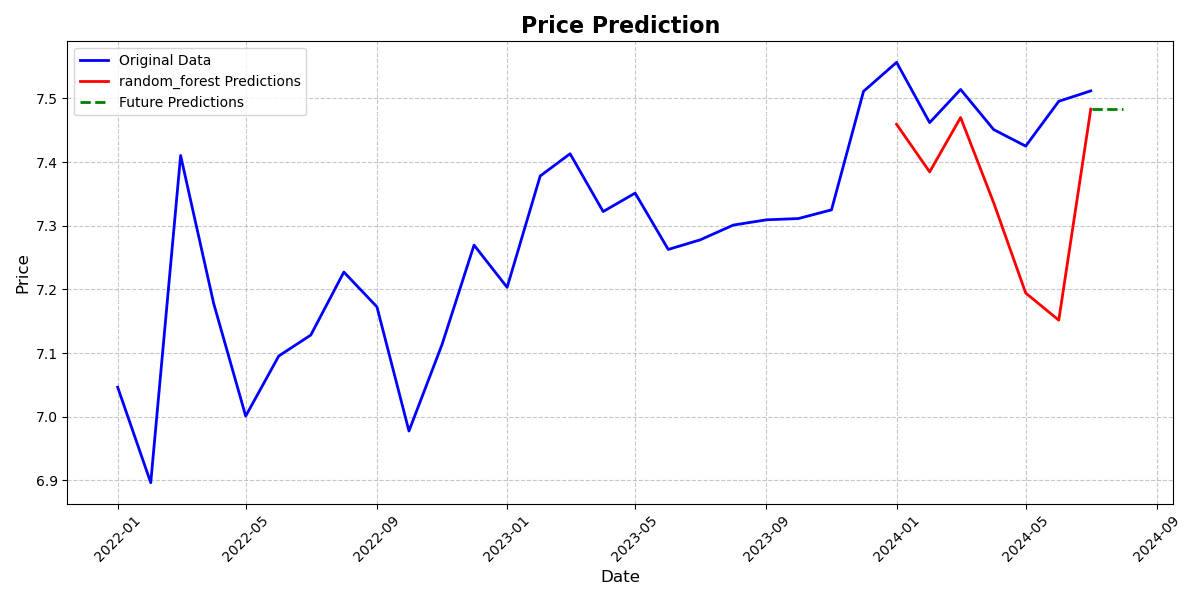 Price Prediction
Original Data
random_forest Predictions
Future Predictions
Price
7.5
7.4
7.3
7.2
7.1
7.0
6.9
2022-01
2022-05
2022-09
2023-01
2023-05
2023-09
2024-01
2024-05
2024-09
Date